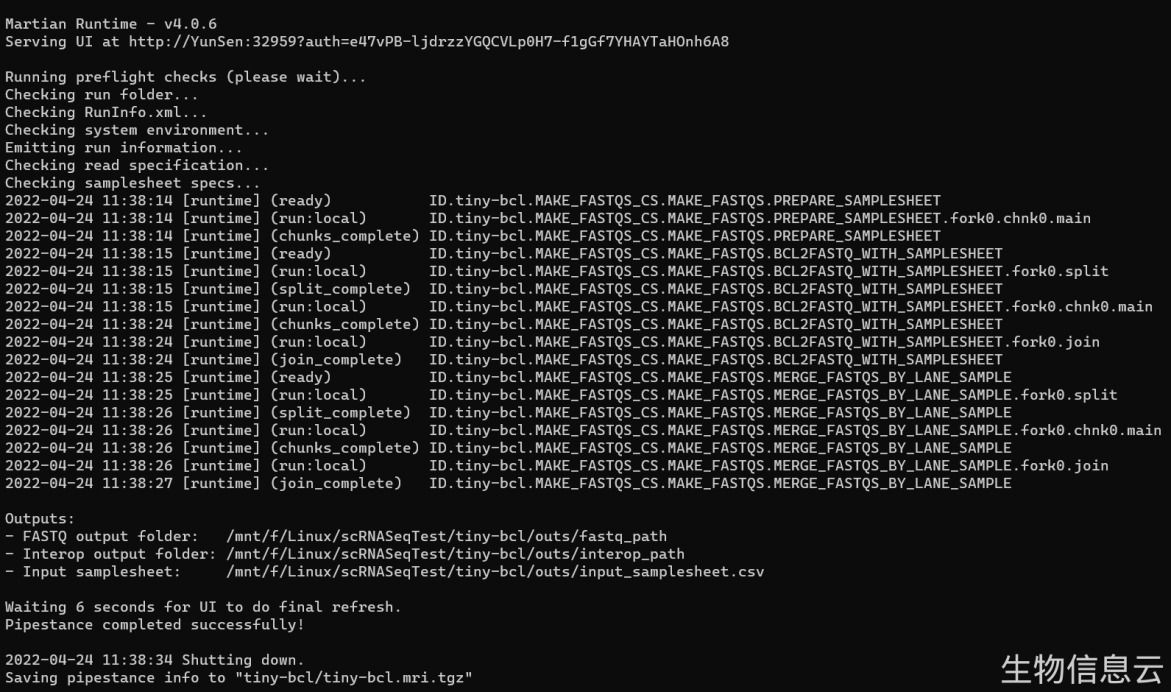 Martian Runtime - v4.0.6
Serving UI at http://YunSen:32959?auth=e47vPB-ljdrzzYGQCVLp0H7-f1gGf7YHAYTaHOnh6A8
Running preflight checks (please wait)...
Checking run folder...
Checking RunInfo.xml...
Checking system environment...
Emitting run information...
Checking read specification...
Checking samplesheet specs...
2022-04-24 11:38:14 [runtime] (ready) ID.tiny-bcl.MAKE_FASTQS_CS.MAKE_FASTQS.PREPARE_SAMPLESHEET
2022-04-24 11:38:14 [runtime] (run:local) ID.tiny-bcl.MAKE_FASTQS_CS.MAKE_FASTQS.PREPARE_SAMPLESHEET.fork0.chnk0.main
2022-04-24 11:38:14 [runtime] (chunks_complete) ID.tiny-bcl.MAKE_FASTQS_CS.MAKE_FASTQS.PREPARE_SAMPLESHEET
2022-04-24 11:38:15 [runtime] (ready) ID.tiny-bcl.MAKE_FASTQS_CS.MAKE_FASTQS.BCL2FASTQ_WITH_SAMPLESHEET
2022-04-24 11:38:15 [runtime] (run:local) ID.tiny-bcl.MAKE_FASTQS_CS.MAKE_FASTQS.BCL2FASTQ_WITH_SAMPLESHEET.fork0.split
2022-04-24 11:38:15 [runtime] (split_complete) ID.tiny-bcl.MAKE_FASTQS_CS.MAKE_FASTQS.BCL2FASTQ_WITH_SAMPLESHEET
2022-04-24 11:38:15 [runtime] (run:local) ID.tiny-bcl.MAKE_FASTQS_CS.MAKE_FASTQS.BCL2FASTQ_WITH_SAMPLESHEET.fork0.chnk0.main
2022-04-24 11:38:24 [runtime] (chunks_complete) ID.tiny-bcl.MAKE_FASTQS_CS.MAKE_FASTQS.BCL2FASTQ_WITH_SAMPLESHEET
2022-04-24 11:38:24 [runtime] (run:local) ID.tiny-bcl.MAKE_FASTQS_CS.MAKE_FASTQS.BCL2FASTQ_WITH_SAMPLESHEET.fork0.join
2022-04-24 11:38:24 [runtime] (join_complete) ID.tiny-bcl.MAKE_FASTQS_CS.MAKE_FASTQS.BCL2FASTQ_WITH_SAMPLESHEET
2022-04-24 11:38:25 [runtime] (ready) ID.tiny-bcl.MAKE_FASTQS_CS.MAKE_FASTQS.MERGE_FASTQS_BY_LANE_SAMPLE
2022-04-24 11:38:25 [runtime] (run:local) ID.tiny-bcl.MAKE_FASTQS_CS.MAKE_FASTQS.MERGE_FASTQS_BY_LANE_SAMPLE.fork0.split
2022-04-24 11:38:26 [runtime] (split_complete) ID.tiny-bcl.MAKE_FASTQS_CS.MAKE_FASTQS.MERGE_FASTQS_BY_LANE_SAMPLE
2022-04-24 11:38:26 [runtime] (run:local) ID.tiny-bcl.MAKE_FASTQS_CS.MAKE_FASTQS.MERGE_FASTQS_BY_LANE_SAMPLE.fork0.chnk0.main
2022-04-24 11:38:26 [runtime] (chunks_complete) ID.tiny-bcl.MAKE_FASTQS_CS.MAKE_FASTQS.MERGE_FASTQS_BY_LANE_SAMPLE
2022-04-24 11:38:26 [runtime] (run:local) ID.tiny-bcl.MAKE_FASTQS_CS.MAKE_FASTQS.MERGE_FASTQS_BY_LANE_SAMPLE.fork0.join
2022-04-24 11:38:27 [runtime] (join_complete) ID.tiny-bcl.MAKE_FASTQS_CS.MAKE_FASTQS.MERGE_FASTQS_BY_LANE_SAMPLE
Outputs:
- FASTQ output folder: /mnt/f/Linux/scRNASeqTest/tiny-bcl/outs/fastq_path
- Interop output folder: /mnt/f/Linux/scRNASeqTest/tiny-bcl/outs/interop_path
- Input samplesheet: /mnt/f/Linux/scRNASeqTest/tiny-bcl/outs/input_samplesheet.csv
Waiting 6 seconds for UI to do final refresh.
Pipestance completed successfully!
2022-04-24 11:38:34 Shutting down.
Saving pipestance info to "tiny-bcl/tiny-bcl.mri.tgz"
生物信息云